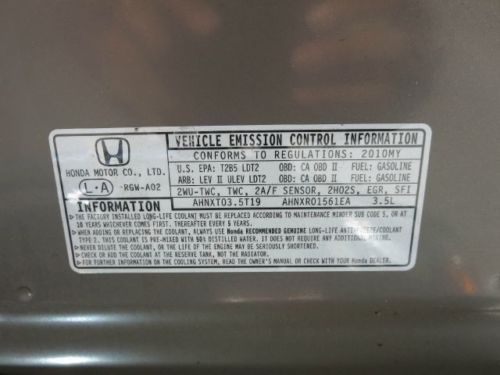 HONDA MOTOR CO., LTD.
L-A -RGW-A02
VEHICLE EMISSION CONTROL INFORMATION
CONFORMS TO REGULATIONS: 2010MY
U.S. EPA: T2B5 LDT2 OBD: CA OBD II FUEL: GASOLINE
ARB: LEV II ULEV LDT2 OBD: CA OBD II FUEL: GASOLINE
2WU-TWC, TWC, 2A/F SENSOR, 2HO2S, EGR, SFI
AHNXT03.5T19 AHNXR0156IEA 3.5L
➤THE FACTORY INSTALLED LONG-LIFE COOLANT MUST BE REPLACED ACCORDING TO MAINTENANCE MINDER SUB CODE 5, OR AT
10 YEARS WHICHEVER COMES FIRST, THEREAFTER EVERY 5 YEARS.
➤WHEN ADDING OR REPLACING THE COOLANT, ALWAYS USE Honda RECOMMENDED GENUINE LONG-LIFE ANTIFREEZE/COOLANT
TYPE-2. THIS COOLANT IS PRE-MIXED WITH 50% DISTILLED WATER. IT DOES NOT REQUIRE ANY ADDITIONAL MIXING.
➤NEVER DILUTE THE COOLANT, OR THE LIFE OF THE ENGINE MAY BE SERIOUSLY SHORTENED.
➤CHECK OR ADD THE COOLANT AT THE RESERVE TANK, NOT THE RADIATOR.
➤FOR FURTHER INFORMATION ON THE COOLING SYSTEM, READ THE OWNER'S MANUAL OR CHECK WITH YOUR Honda DEALER.